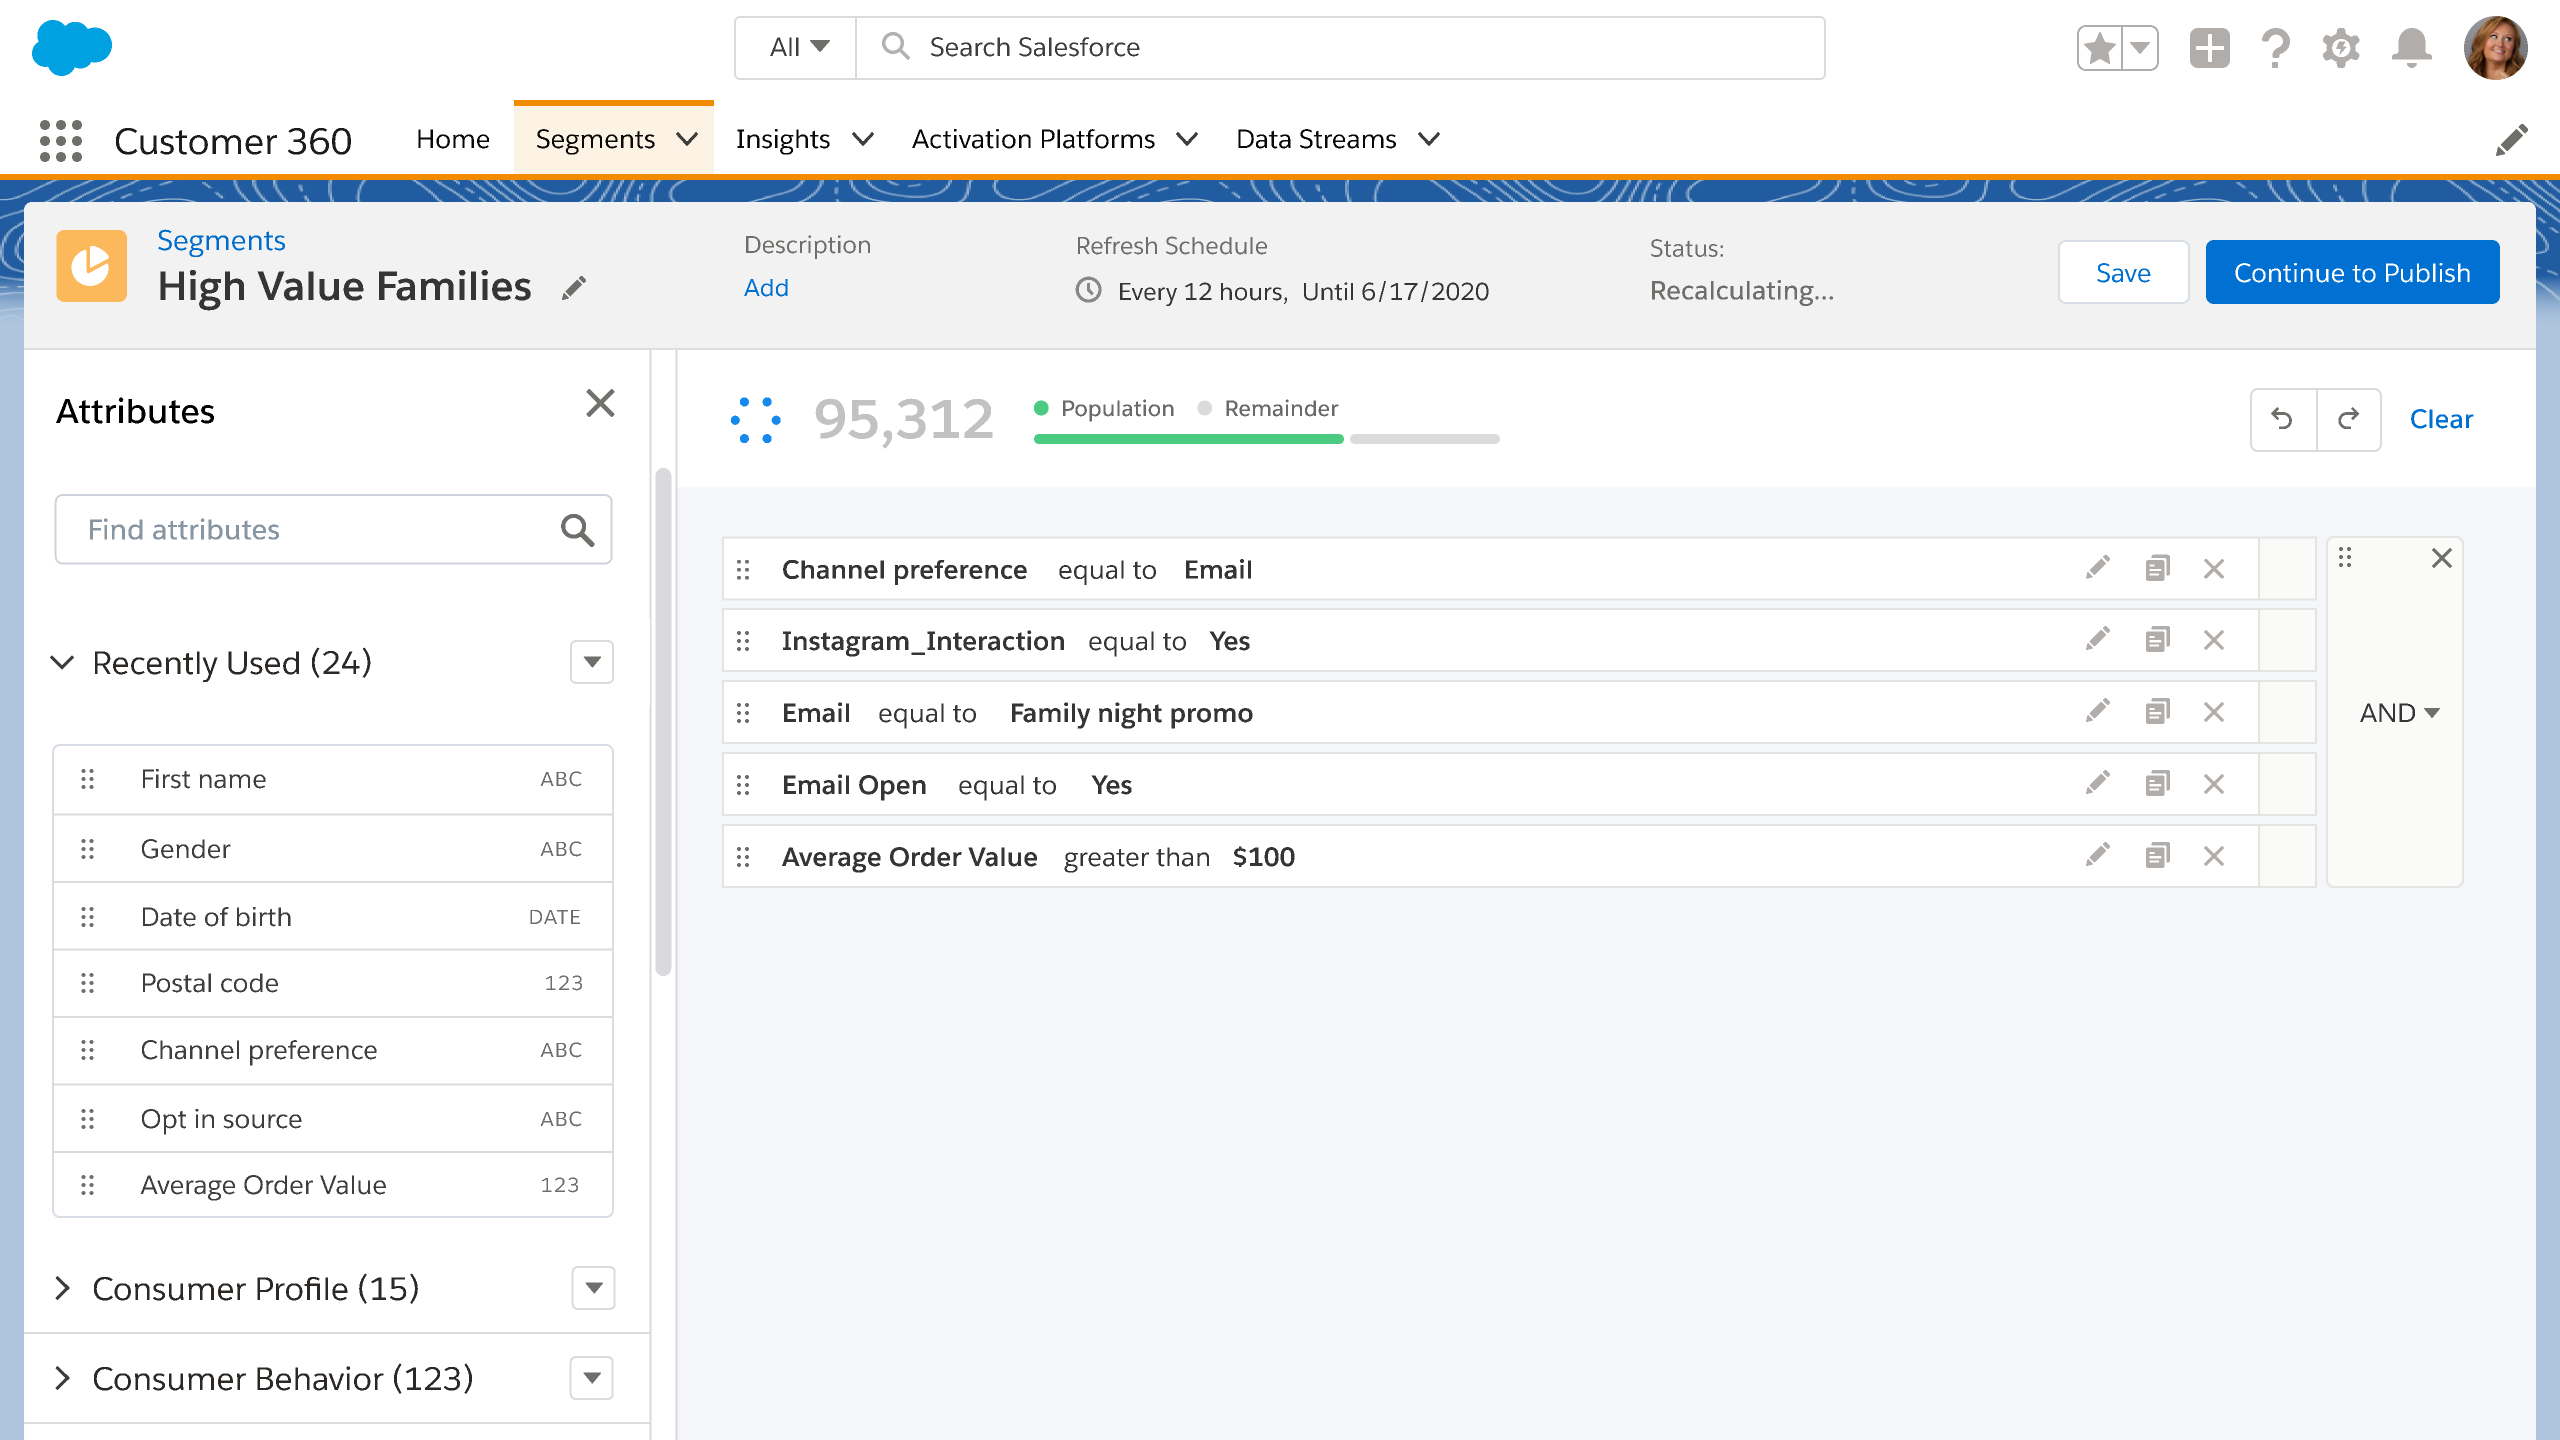 All
Search Salesforce
Customer 360
Home
Segments
Insights
Activation Platforms
Data Streams
Segments
High Value Families
Description
Add
Refresh Schedule
Every 12 hours,  Until 6/17/2020
Status:
Recalculating...
Save
Continue to Publish
Attributes
Find attributes
Recently Used (24)
First name ABC
Gender ABC
Date of birth DATE
Postal code 123
Channel preference ABC
Opt in source ABC
Average Order Value 123
Consumer Profile (15)
Consumer Behavior (123)
95,312
Population
Remainder
Clear
Channel preference equal to Email
Instagram_Interaction equal to Yes
Email equal to Family night promo
Email Open equal to Yes
Average Order Value greater than $100
AND